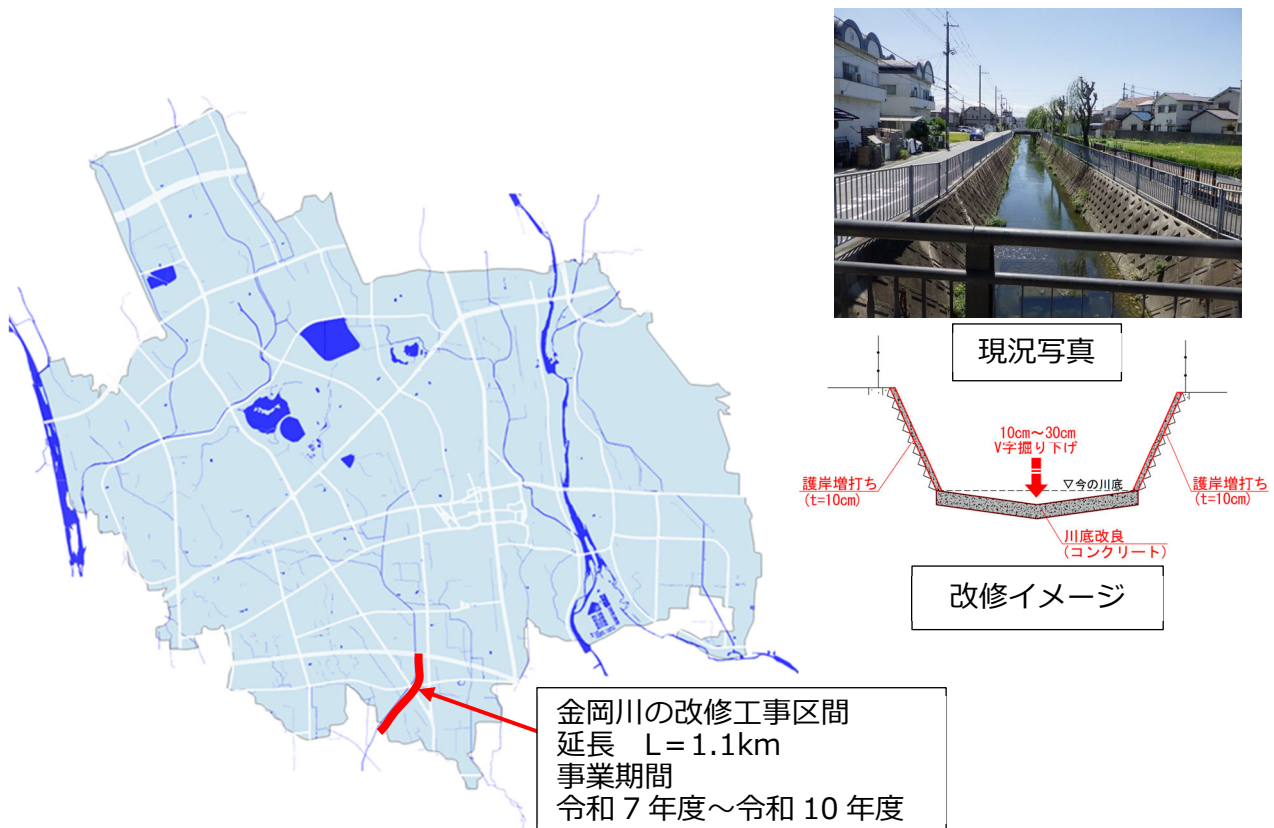 現況写真
10cm～30cm
V字掘り下げ
護岸増打ち
(t=10cm)
▽今の川底
護岸増打ち
(t=10cm)
川底改良
(コンクリート)
改修イメージ
金岡川の改修工事区間
延長　L＝1.1km
事業期間
令和７年度～令和 10 年度